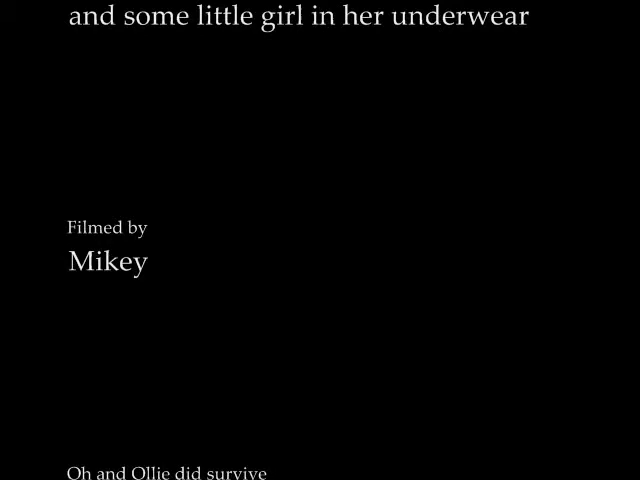 and some little girl in her underwear
Filmed by
Mikey
Oh and Ollie did survive